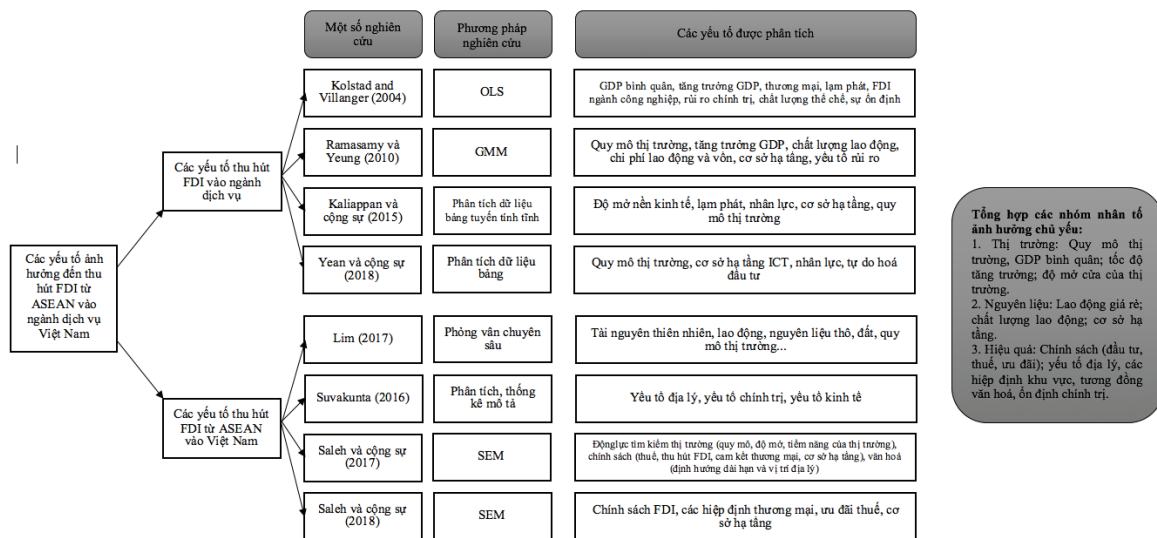 Một số nghiên
cứu
Phương pháp
nghiên cứu
Các yếu tố được phân tích
Kolstad and
Villanger (2004)
OLS
GDP bình quân, tăng trưởng GDP, thương mại, lạm phát, FDI
ngành công nghiệp, rủi ro chính trị, chất lượng thể chế, sự ổn định
Ramasamy và
Yeung (2010)
GMM
Quy mô thị trường, tăng trưởng GDP, chất lượng lao động,
chi phí lao động và vốn, cơ sở hạ tầng, yếu tố rủi ro
Các yếu tố thu hút
FDI vào ngành
dịch vụ
Kaliappan và
cộng sự (2015)
Phân tích dữ liệu
bảng tuyến tính tĩnh
Độ mở nền kinh tế, lạm phát, nhân lực, cơ sở hạ tầng, quy
mô thị trường
Yean và cộng sự
(2018)
Phân tích dữ liệu
bảng
Quy mô thị trường, cơ sở hạ tầng ICT, nhân lực, tự do hoá
đầu tư
Các yếu tố ảnh
hưởng đến thu
hút FDI từ
ASEAN vào
ngành dịch vụ
Việt Nam
Lim (2017)
Phỏng vấn chuyên
sâu
Tài nguyên thiên nhiên, lao động, nguyên liệu thô, đất, quy
mô thị trường...
Suvakunta (2016)
Phân tích, thống
kê mô tả
Yếu tố địa lý, yếu tố chính trị, yếu tố kinh tế
Các yếu tố thu hút
FDI từ ASEAN
vào Việt Nam
Saleh và cộng sự
(2017)
SEM
Độnglực tìm kiếm thị trường (quy mô, độ mở, tiềm năng của thị trường),
chính sách (thuế, thu hút FDI, cam kết thương mại, cơ sở hạ tầng), văn hoá
(định hướng dài hạn và vị trí địa lý)
Saleh và cộng sự
(2018)
SEM
Chính sách FDI, các hiệp định thương mại, ưu đãi thuế, cơ
sở hạ tầng
Tổng hợp các nhóm nhân tố
ảnh hưởng chủ yếu:
1. Thị trường: Quy mô thị
trường, GDP bình quân; tốc độ
tăng trưởng; độ mở cửa của thị
trường.
2. Nguyên liệu: Lao động giá rẻ;
chất lượng lao động; cơ sở hạ
tầng.
3. Hiệu quả: Chính sách (đầu tư,
thuế, ưu đãi); yếu tố địa lý, các
hiệp định khu vực, tương đồng
văn hoá, ổn định chính trị.